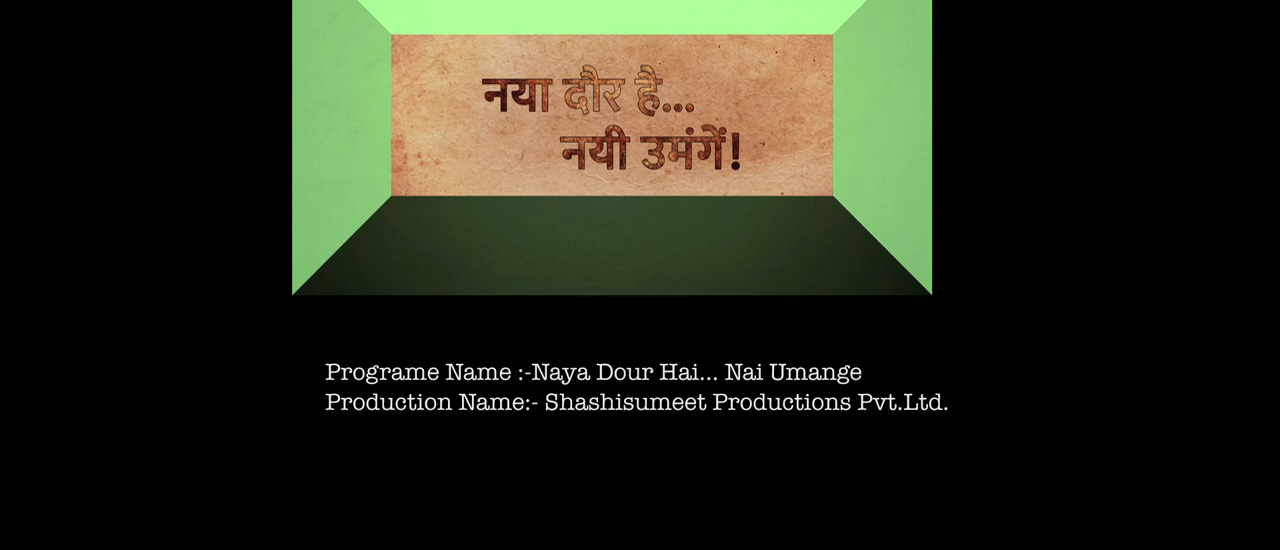 नया दौर है...
नयी उमंगें!
Programe Name :-Naya Dour Hai... Nai Umange
Production Name:- Shashisumeet Productions Pvt.Ltd.